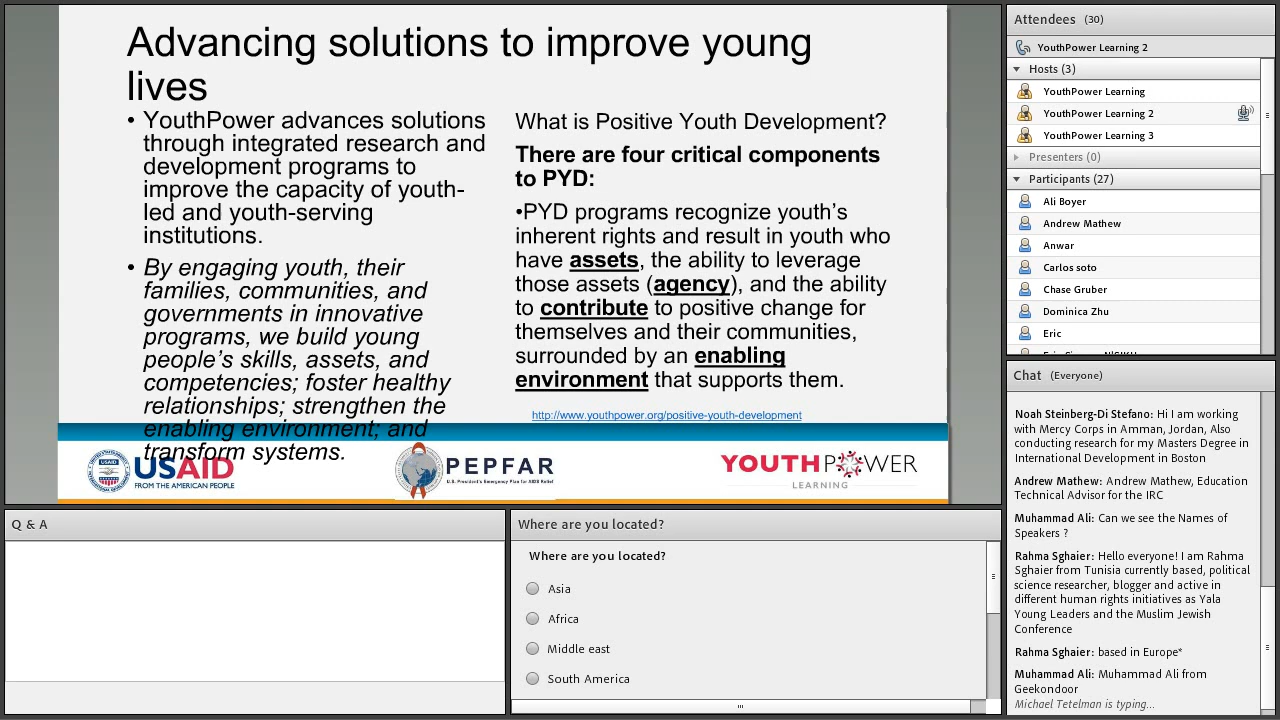 Advancing solutions to improve young
lives
• YouthPower advances solutions
through integrated research and
development programs to
improve the capacity of youth-
led and youth-serving
institutions.
• By engaging youth, their
families, communities, and
governments in innovative
programs, we build young
people's skills, assets, and
competencies; foster healthy
relationships; strengthen the
enabling environment; and
transform systems.
What is Positive Youth Development?
There are four critical components
to PYD:
•PYD programs recognize youth's
inherent rights and result in youth who
have assets, the ability to leverage
those assets (agency), and the ability
to contribute to positive change for
themselves and their communities,
surrounded by an enabling
environment that supports them.
http://www.youthpower.org/positive-youth-development
USAID
FROM THE AMERICAN PEOPLE
PEPFAR
U.S. President's Emergency Plan for AIDS Relief
YOUTHPOWER
LEARNING
Attendees (30)
YouthPower Learning 2
Hosts (3)
YouthPower Learning
YouthPower Learning 2
YouthPower Learning 3
Presenters (0)
Participants (27)
Ali Boyer
Andrew Mathew
Anwar
Carlos soto
Chase Gruber
Dominica Zhu
Eric
Chat (Everyone)
Noah Steinberg-Di Stefano: Hi I am working
with Mercy Corps in Amman, Jordan, Also
conducting research for my Masters Degree in
International Development in Boston
Andrew Mathew: Andrew Mathew, Education
Technical Advisor for the IRC
Muhammad Ali: Can we see the Names of
Speakers ?
Rahma Sghaier: Hello everyone! I am Rahma
Sghaier from Tunisia currently based, political
science researcher, blogger and active in
different human rights initiatives as Yala
Young Leaders and the Muslim Jewish
Conference
Rahma Sghaier: based in Europe*
Muhammad Ali: Muhammad Ali from
Geekondoor
Michael Tetelman is typing...
Q & A
Where are you located?
Where are you located?
Asia
Africa
Middle east
South America